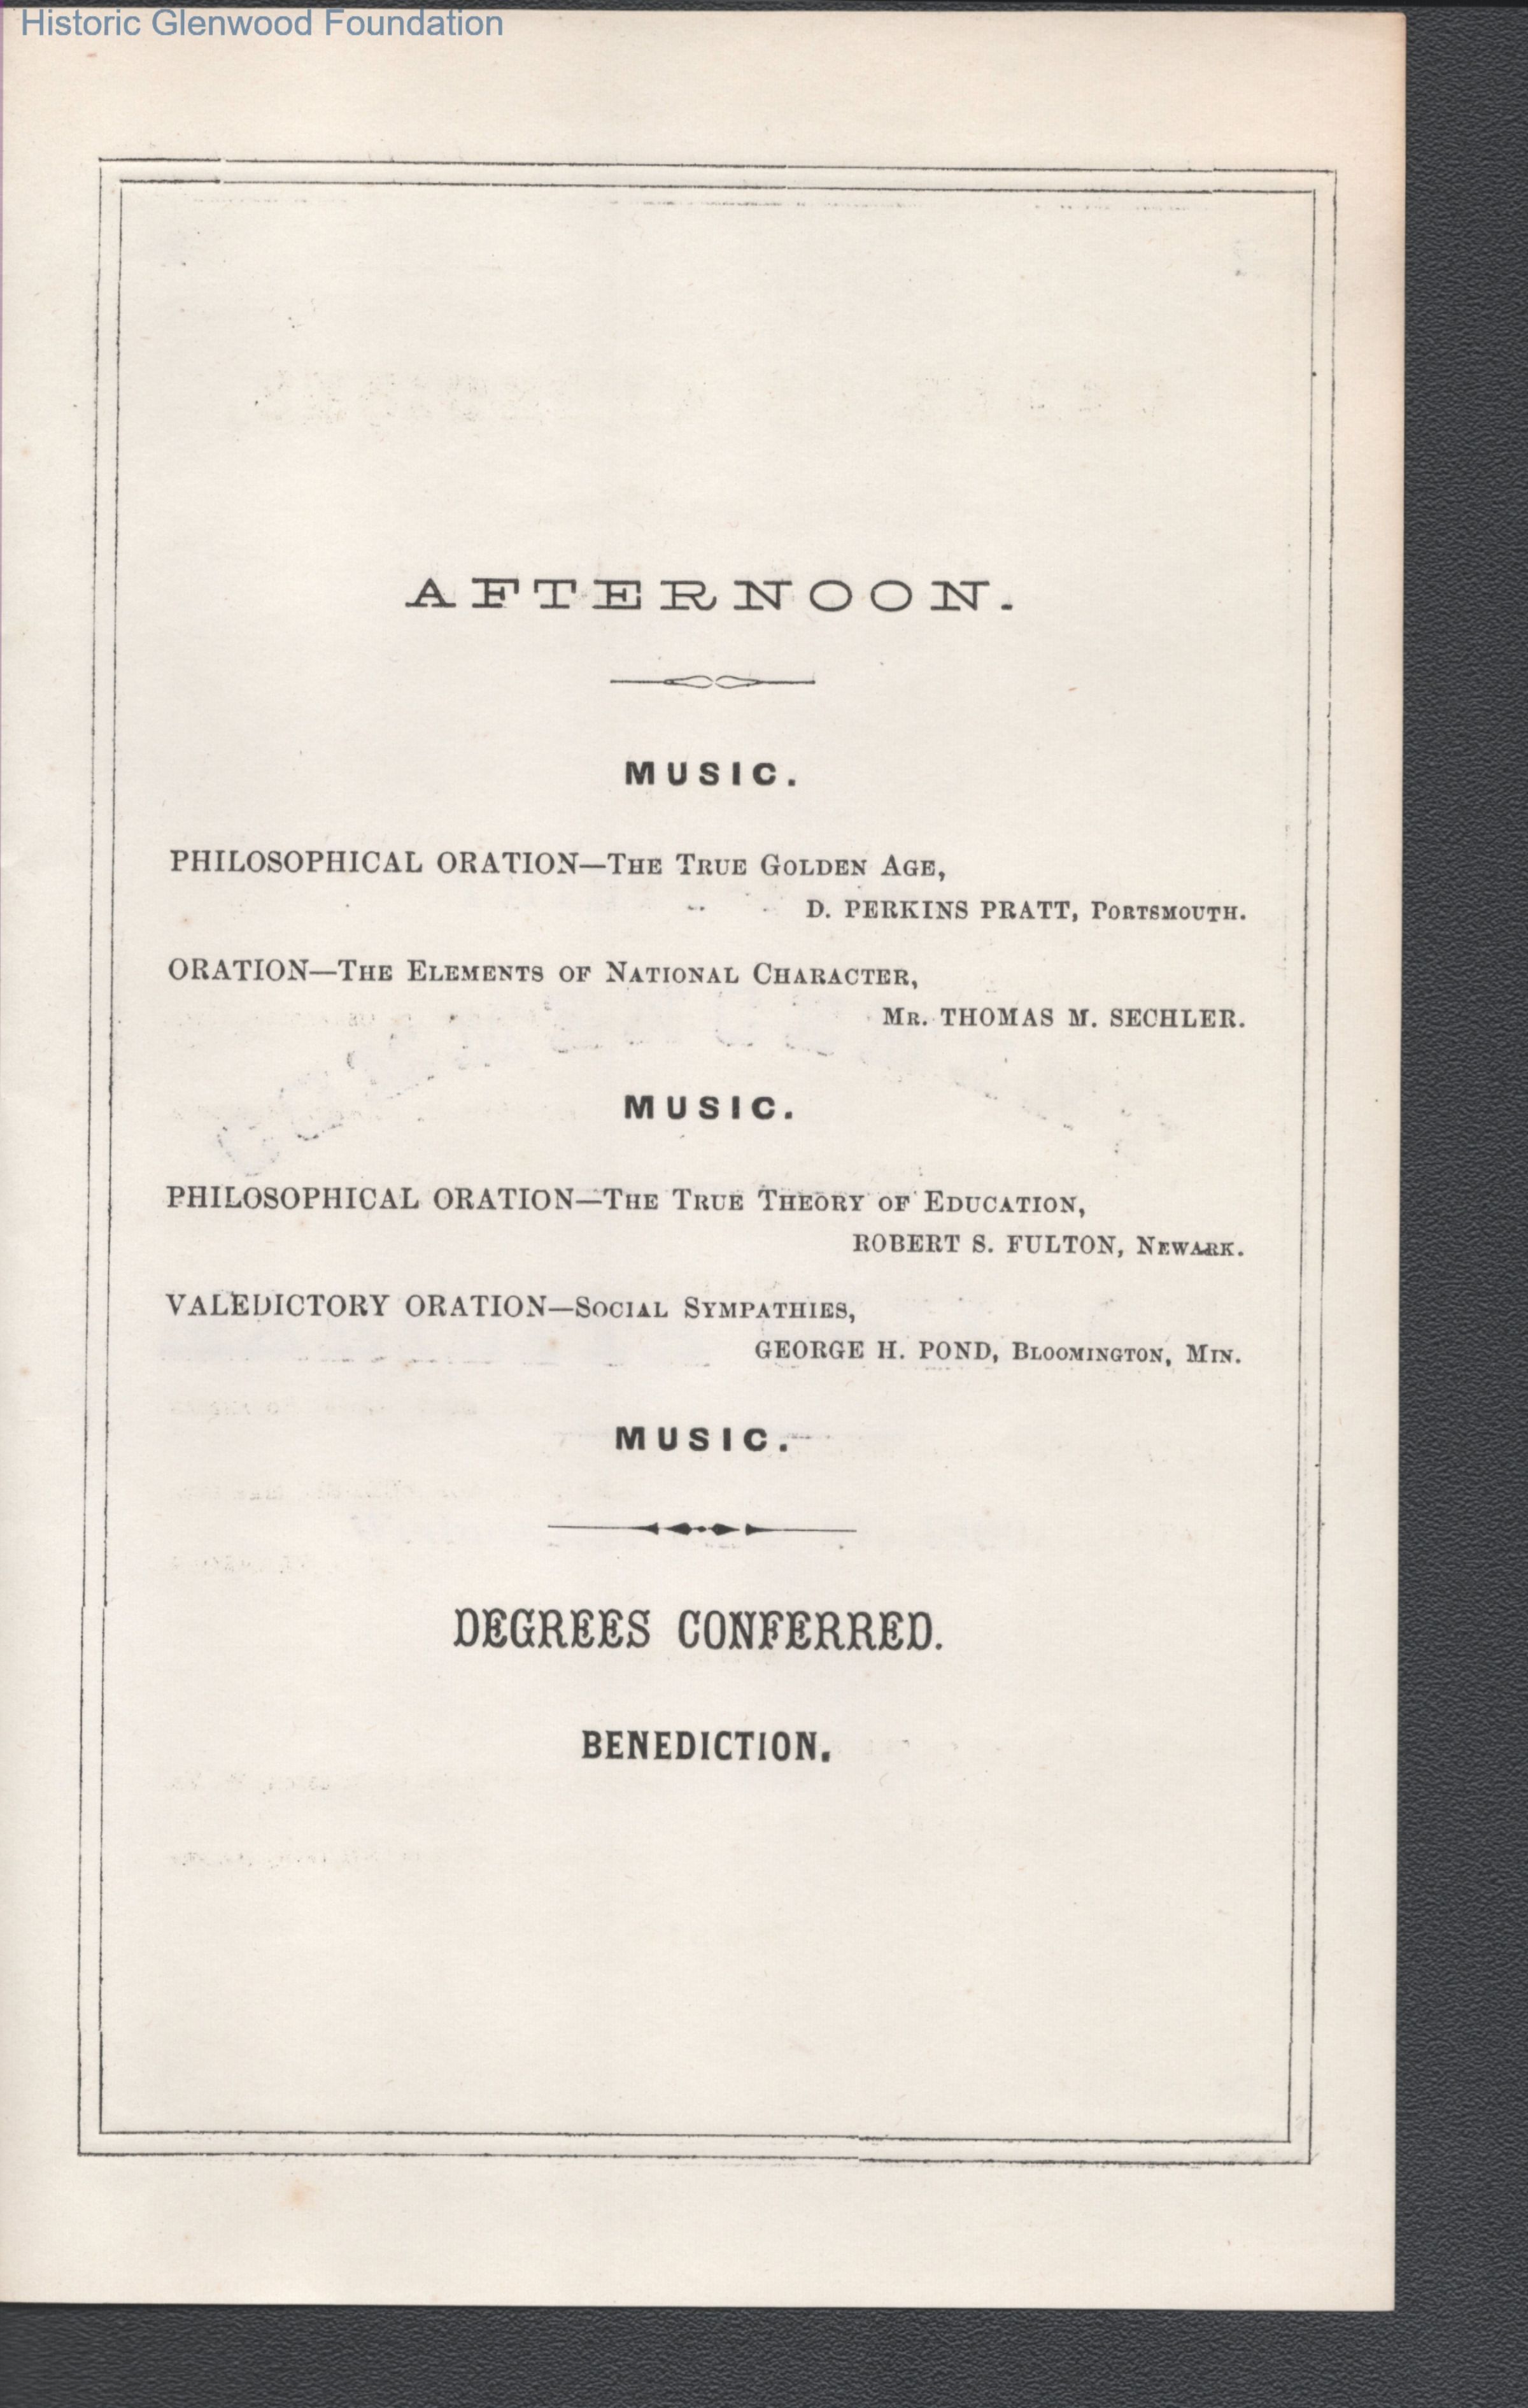 Historic Glenwood Foundation
AFTERNOON.
MUSIC.
PHILOSOPHICAL ORATION—THE TRUE GOLDEN AGE,
D. PERKINS PRATT, PORTSMOUTH.
ORATION—THE ELEMENTS OF NATIONAL CHARACTER,
MR. THOMAS M. SECHLER.
MUSIC.
PHILOSOPHICAL ORATION—THE TRUE THEORY OF EDUCATION,
ROBERT S. FULTON, NEWARK.
VALEDICTORY ORATION—SOCIAL SYMPATHIES,
GEORGE H. POND, BLOOMINGTON, MIN.
MUSIC.
DEGREES CONFERRED.
BENEDICTION.